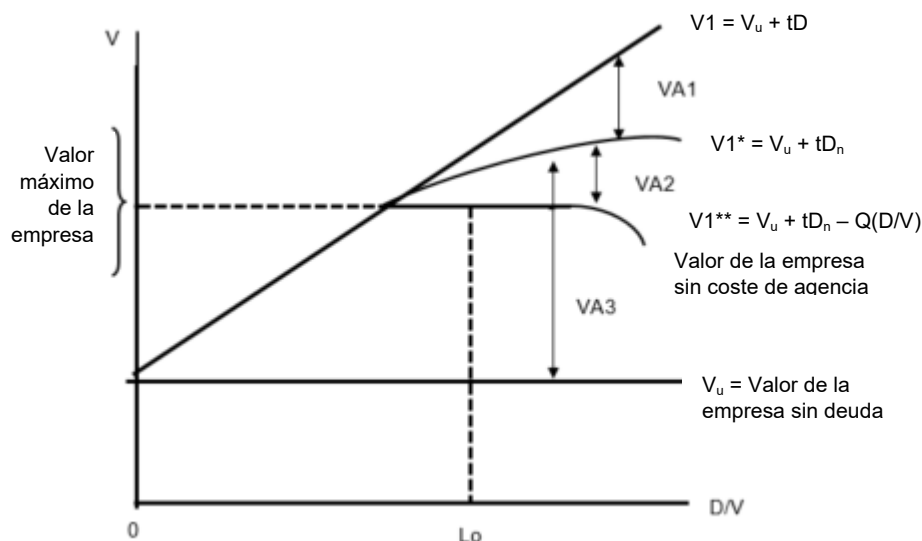 V
V1 = Vu + tD
VA1
Valor
máximo
de la
empresa
V1* = Vu + tDn
VA2
V1** = Vu + tDn – Q(D/V)
Valor de la empresa
sin coste de agencia
VA3
Vu = Valor de la
empresa sin deuda
D/V
0
Lo